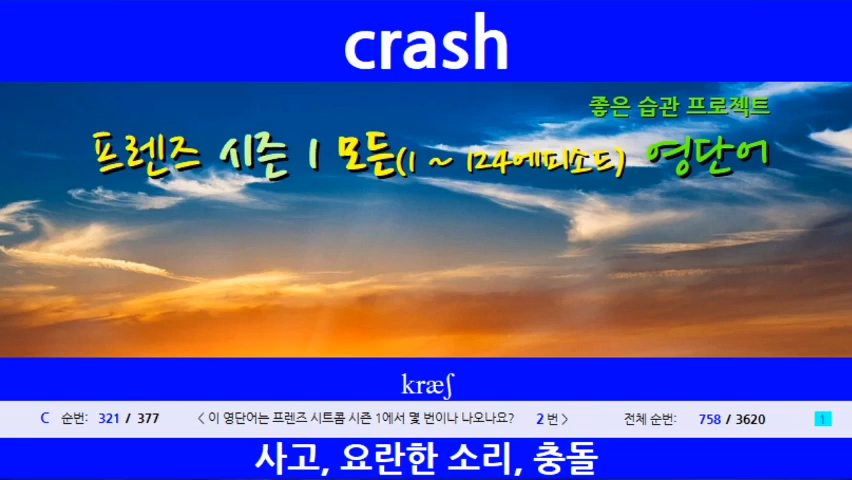 crash
좋은 습관 프로젝트
프렌즈 시즌 1 모든(1 ~ 124에피소드) 영단어
kræʃ
C 순번: 321 / 377 < 이 영단어는 프렌즈 시트콤 시즌 1에서 몇 번이나 나오나요? 2 번 > 전체 순번: 758 / 3620 1
사고, 요란한 소리, 충돌